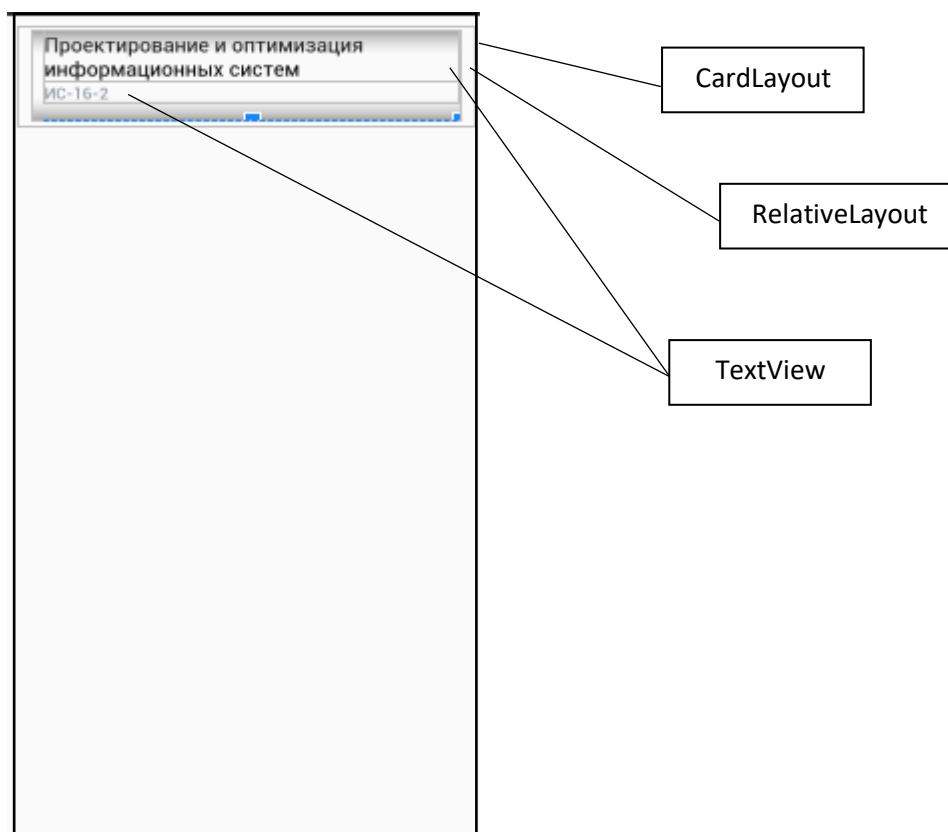 Проектирование и оптимизация
информационных систем
ИС-16-2
CardLayout
RelativeLayout
TextView